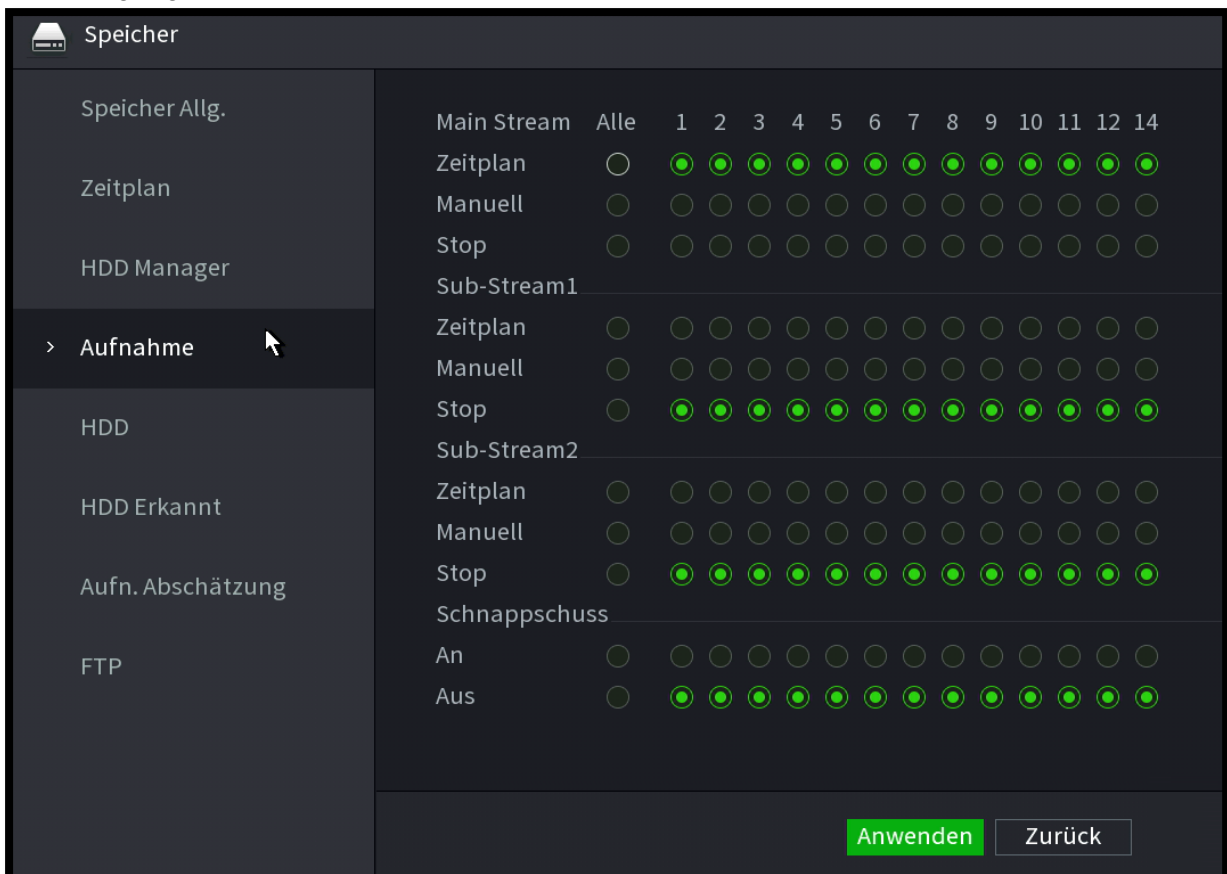 Speicher
Speicher Allg.
Zeitplan
HDD Manager
> Aufnahme
HDD
HDD Erkannt
Aufn. Abschätzung
FTP
Main Stream Alle 1 2 3 4 5 6 7 8 9 10 11 12 14
Zeitplan
Manuell
Stop
Sub-Stream1
Zeitplan
Manuell
Stop
Sub-Stream2
Zeitplan
Manuell
Stop
Schnappschuss
An
Aus
Anwenden Zurück